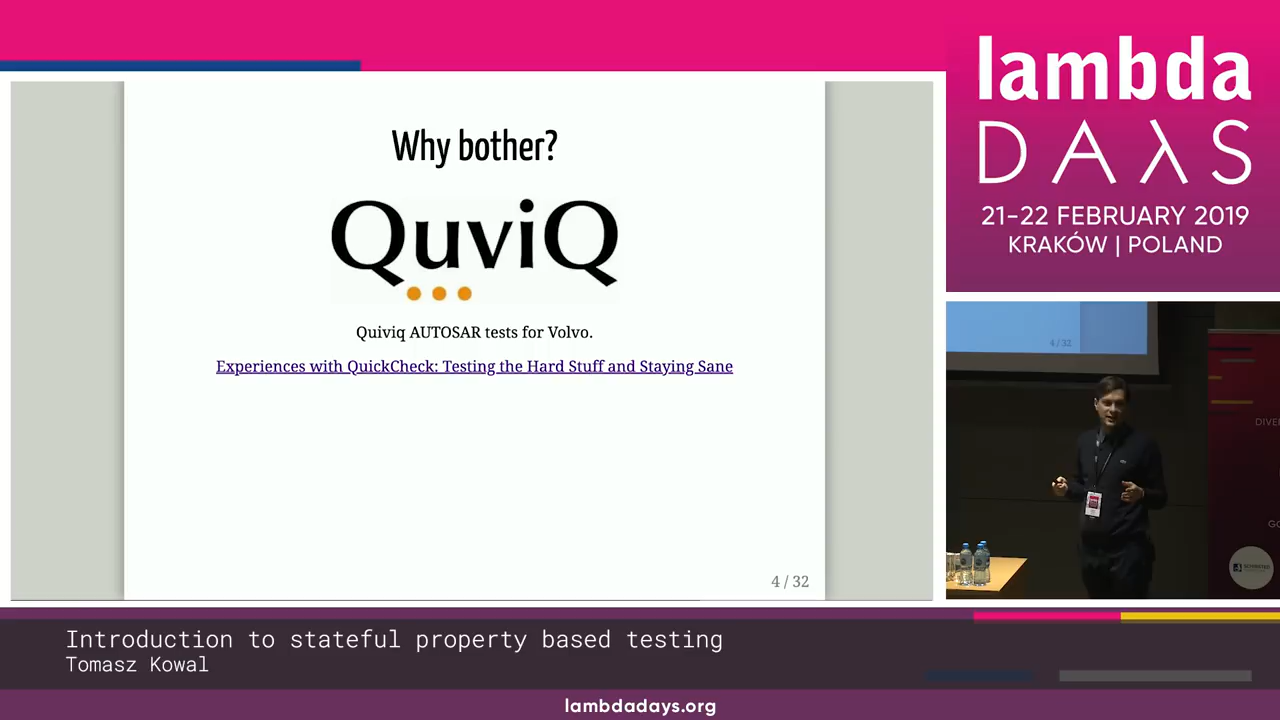 Why bother?
QuviQ
Quiviq AUTOSAR tests for Volvo.
Experiences with QuickCheck: Testing the Hard Stuff and Staying Sane
4 / 32
lambda
DAλS
21-22 FEBRUARY 2019
KRAKÓW | POLAND
4 / 32
Introduction to stateful property based testing
Tomasz Kowal
lambdadays.org